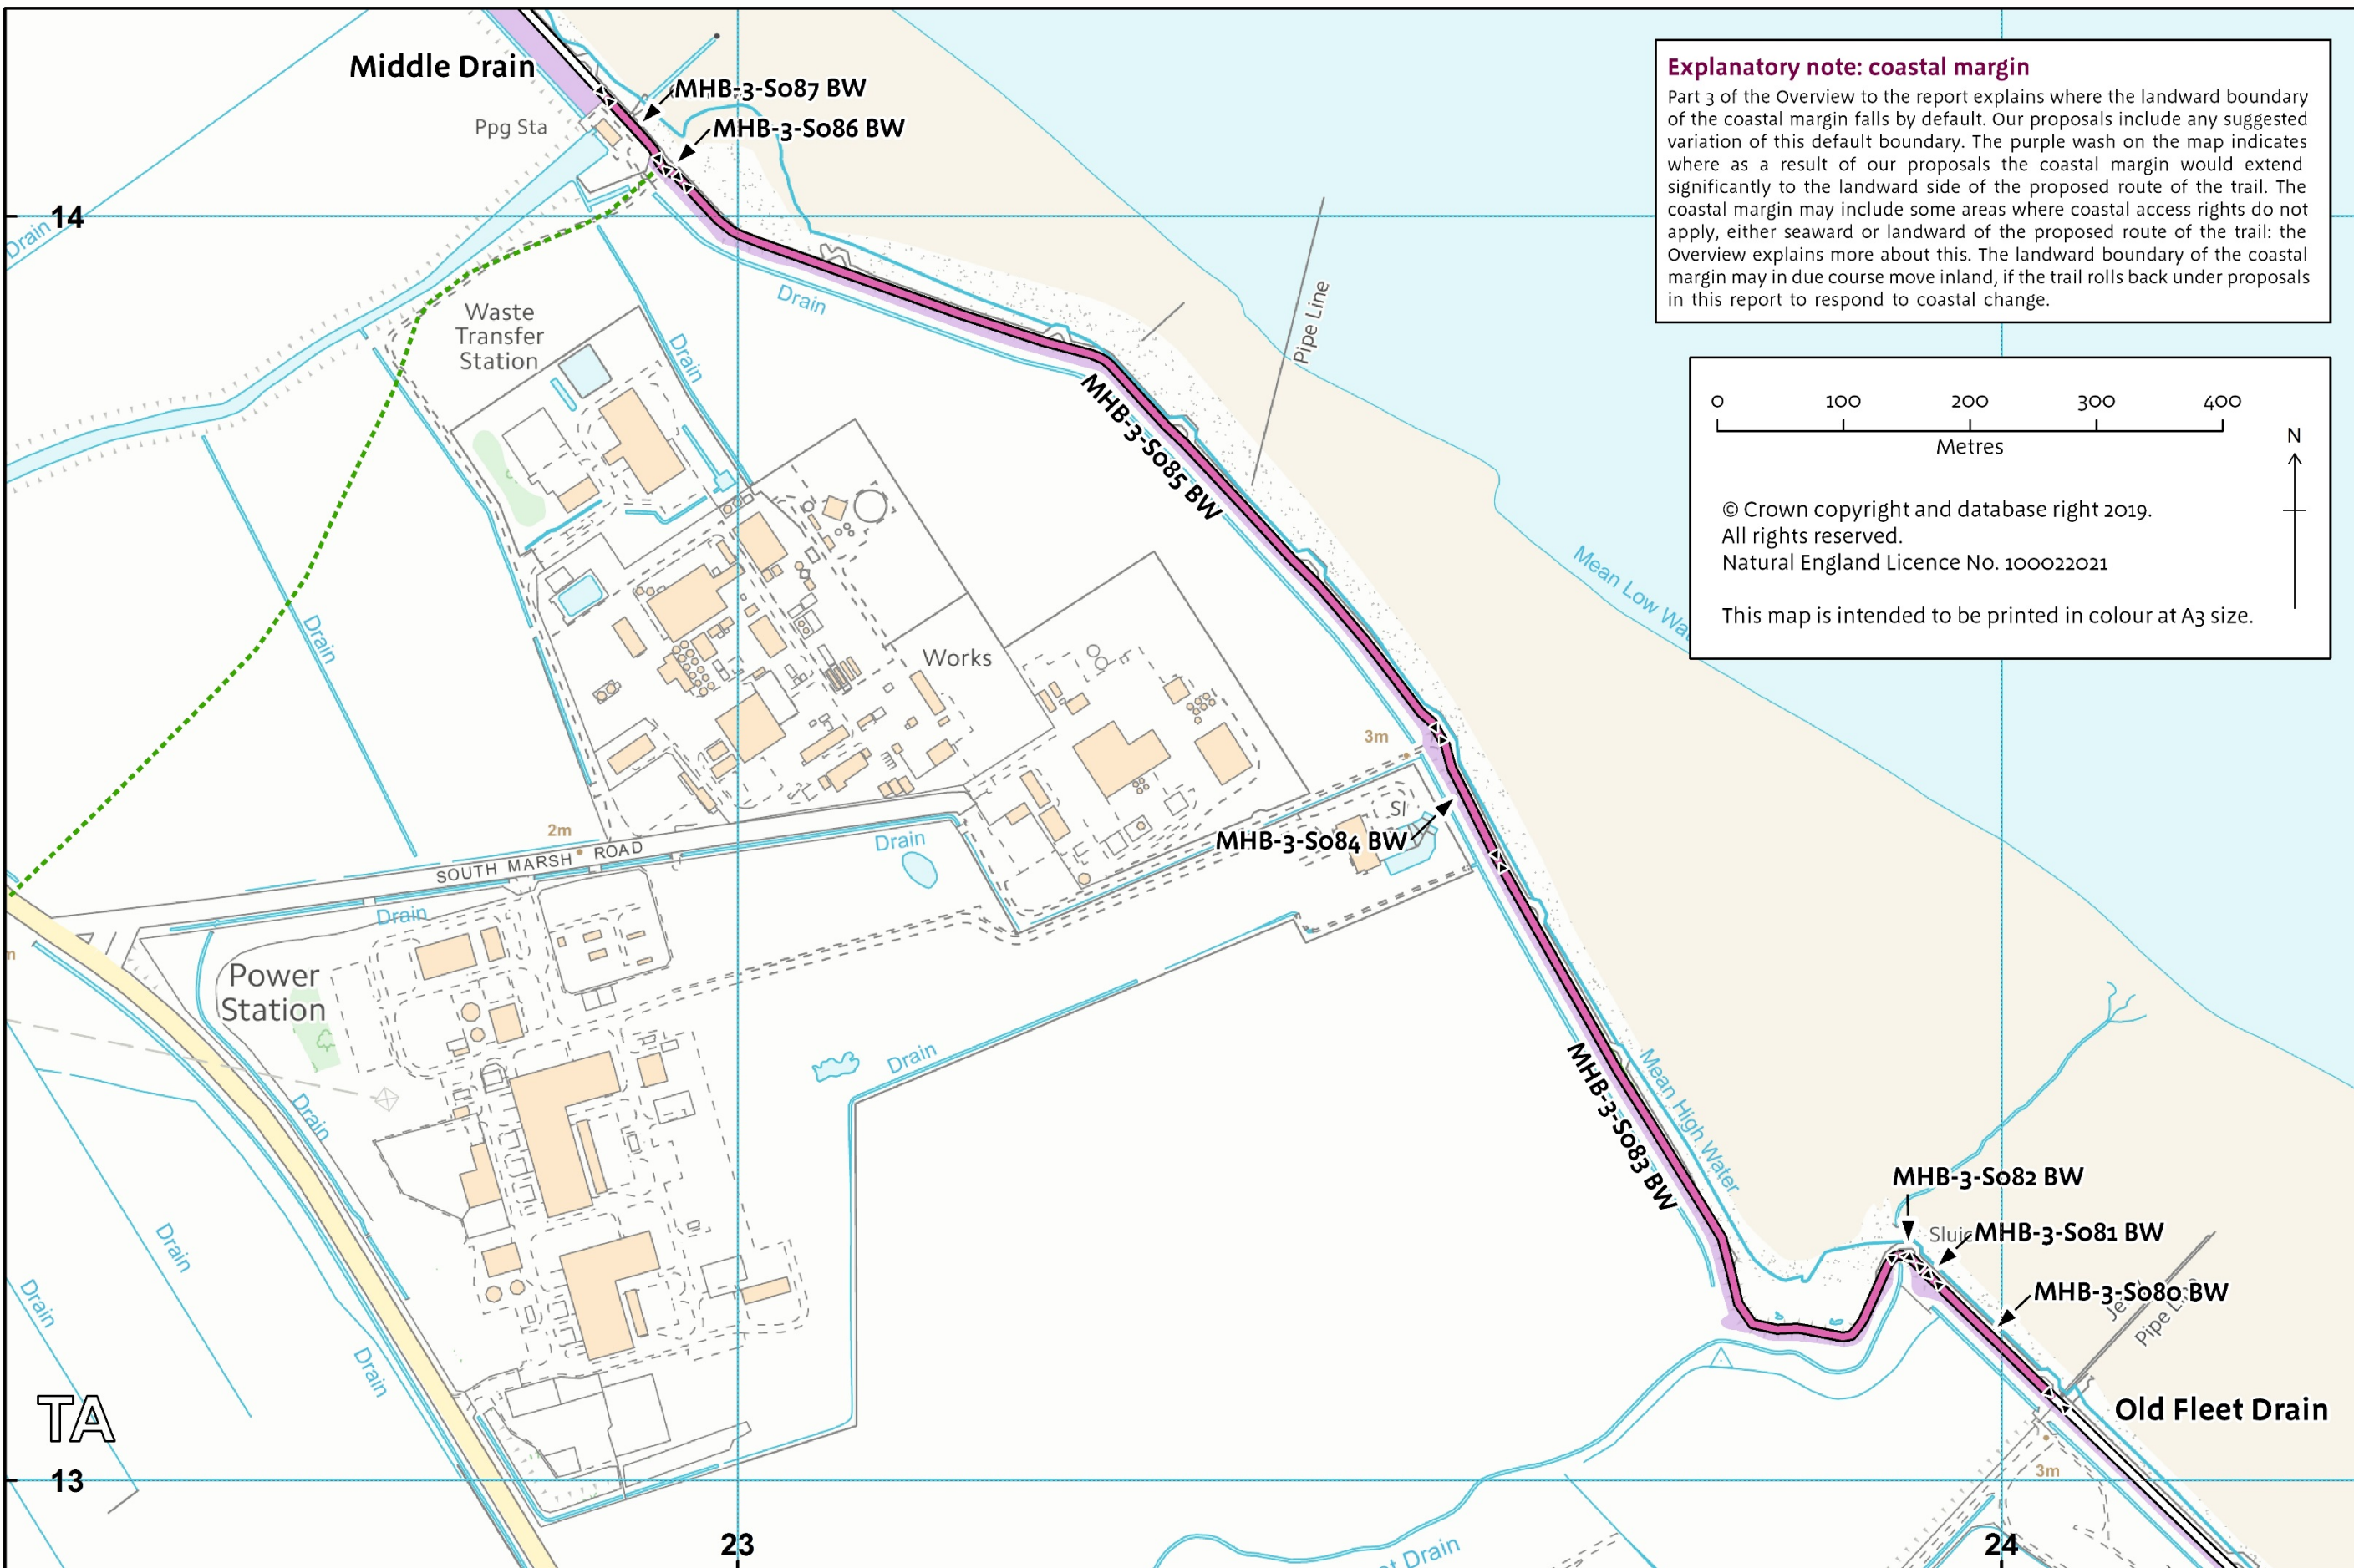 Middle Drain
MHB-3-S087 BW
MHB-3-S086 BW
Ppg Sta
14
Drain
Explanatory note: coastal margin
Part 3 of the Overview to the report explains where the landward boundary
of the coastal margin falls by default. Our proposals include any suggested
variation of this default boundary. The purple wash on the map indicates
where as a result of our proposals the coastal margin would extend
significantly to the landward side of the proposed route of the trail. The
coastal margin may include some areas where coastal access rights do not
apply, either seaward or landward of the proposed route of the trail: the
Overview explains more about this. The landward boundary of the coastal
margin may in due course move inland, if the trail rolls back under proposals
in this report to respond to coastal change.
Drain
Waste
Transfer
Station
Drain
Pipe Line
MHB-3-S085 BW
0 100 200 300 400
Metres
N
© Crown copyright and database right 2019.
All rights reserved.
Natural England Licence No. 100022021
This map is intended to be printed in colour at A3 size.
Mean Low Wa
Drain
Works
3m
Sl
MHB-3-S084 BW
2m
SOUTH MARSH ROAD
Drain
Drain
m
Power
Station
Drain
Drain
MHB-3-S083 BW
Mean High Water
MHB-3-S082 BW
Sluic
MHB-3-S081 BW
MHB-3-S080 BW
Je
Pipe Line
Drain
Drain
Drain
TA
Old Fleet Drain
13
3m
23
24
t Drain